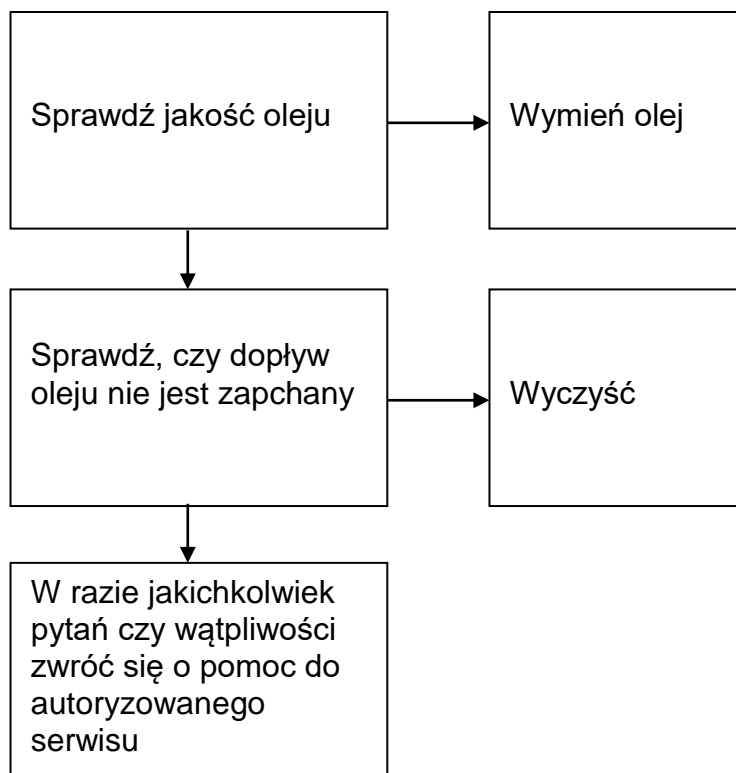 Sprawdź jakość oleju
Wymień olej
Sprawdź, czy dopływ
oleju nie jest zapchany
Wyczyść
W razie jakichkolwiek
pytań czy wątpliwości
zwróć się o pomoc do
autoryzowanego
serwisu